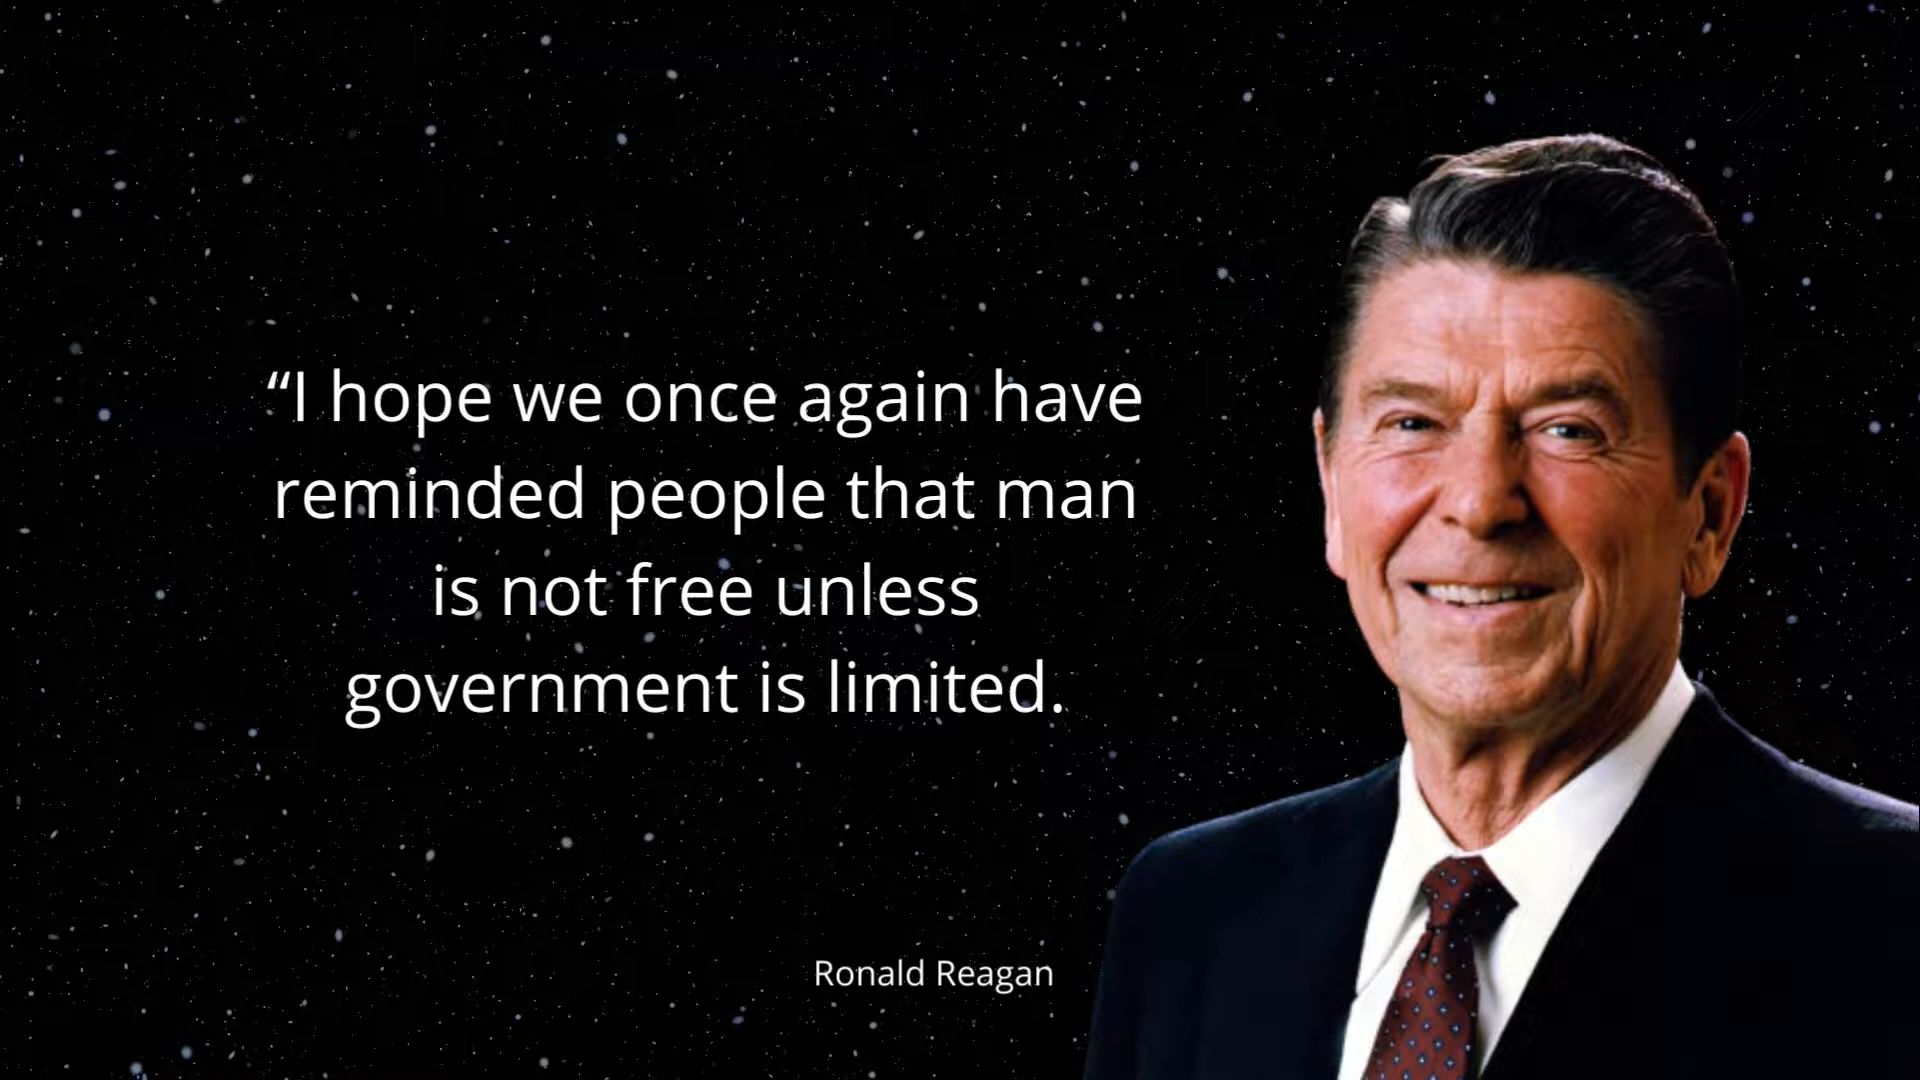 “I hope we once again have
reminded people that man
is not free unless
government is limited.
Ronald Reagan